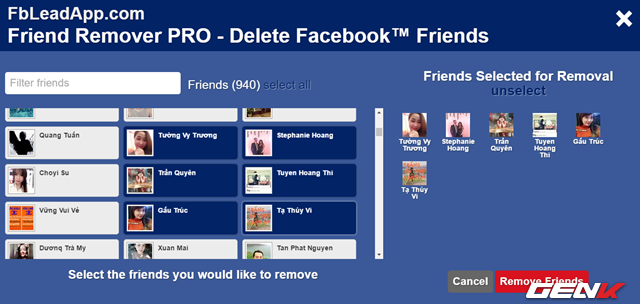 FbLeadApp.com
Friend Remover PRO - Delete Facebook™ Friends
Filter friends
Friends (940) select all
Quang Tuấn
Tường Vy Trương
Stephanie Hoang
Choyi Su
Trần Quyên
Tuyen Hoang Thi
Vững Vui Vẻ
Gấu Trúc
Tạ Thúy Vi
Dương Trà My
Xuan Mai
Tan Phat Nguyen
Select the friends you would like to remove
Friends Selected for Removal
unselect
Tường Vy
Trương
Stephanie
Hoang
Trần
Quyên
Tuyen
Hoang
Thi
Gấu Trúc
Tạ Thúy
Vi
Cancel
Remove Friends
GENK